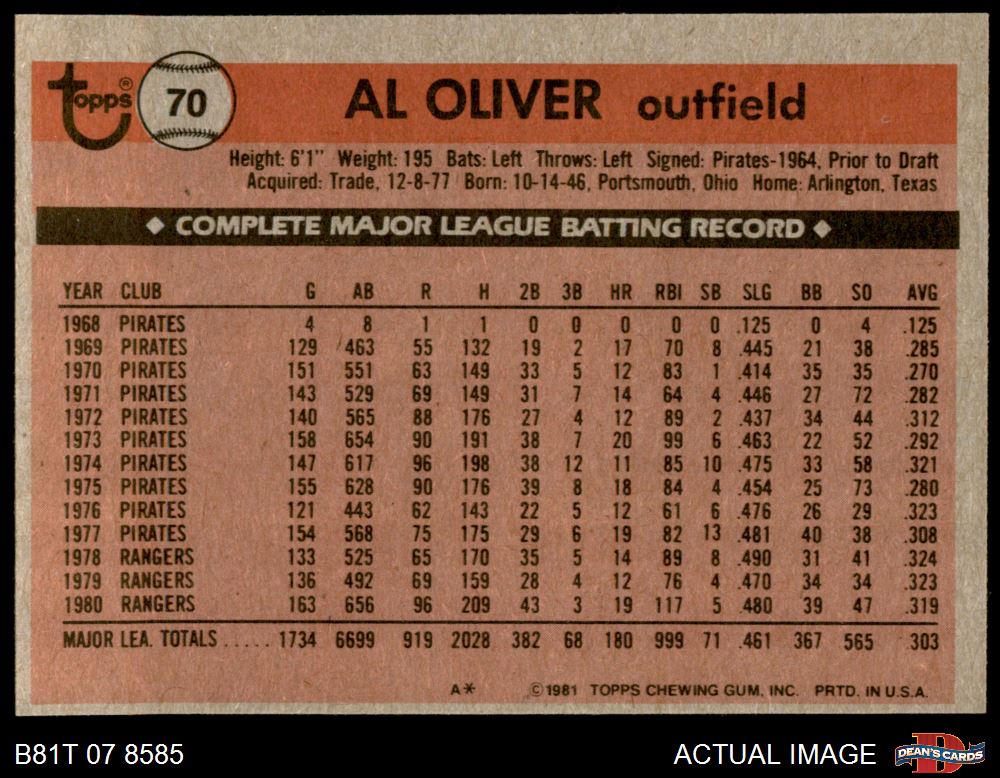 Topps® 70 AL OLIVER outfield
Height: 6'1" Weight: 195 Bats: Left Throws: Left Signed: Pirates-1964, Prior to Draft
Acquired: Trade, 12-8-77 Born: 10-14-46, Portsmouth, Ohio Home: Arlington, Texas
◆ COMPLETE MAJOR LEAGUE BATTING RECORD ◆
YEAR CLUB G AB R H 2B 3B HR RBI SB SLG BB SO AVG
1968 PIRATES 4 8 1 1 0 0 0 0 0 .125 0 4 .125
1969 PIRATES 129 463 55 132 19 2 17 70 8 .445 21 38 .285
1970 PIRATES 151 551 63 149 33 5 12 83 1 .414 35 35 .270
1971 PIRATES 143 529 69 149 31 7 14 64 4 .446 27 72 .282
1972 PIRATES 140 565 88 176 27 4 12 89 2 .437 34 44 .312
1973 PIRATES 158 654 90 191 38 7 20 99 6 .463 22 52 .292
1974 PIRATES 147 617 96 198 38 12 11 85 10 .475 33 58 .321
1975 PIRATES 155 628 90 176 39 8 18 84 4 .454 25 73 .280
1976 PIRATES 121 443 62 143 22 5 12 61 6 .476 26 29 .323
1977 PIRATES 154 568 75 175 29 6 19 82 13 .481 40 38 .308
1978 RANGERS 133 525 65 170 35 5 14 89 8 .490 31 41 .324
1979 RANGERS 136 492 69 159 28 4 12 76 4 .470 34 34 .323
1980 RANGERS 163 656 96 209 43 3 19 117 5 .480 39 47 .319
MAJOR LEA. TOTALS ..... 1734 6699 919 2028 382 68 180 999 71 .461 367 565 .303
A* ©1981 TOPPS CHEWING GUM, INC. PRTD. IN U.S.A.
B81T 07 8585 ACTUAL IMAGE DEAN'S CARDS